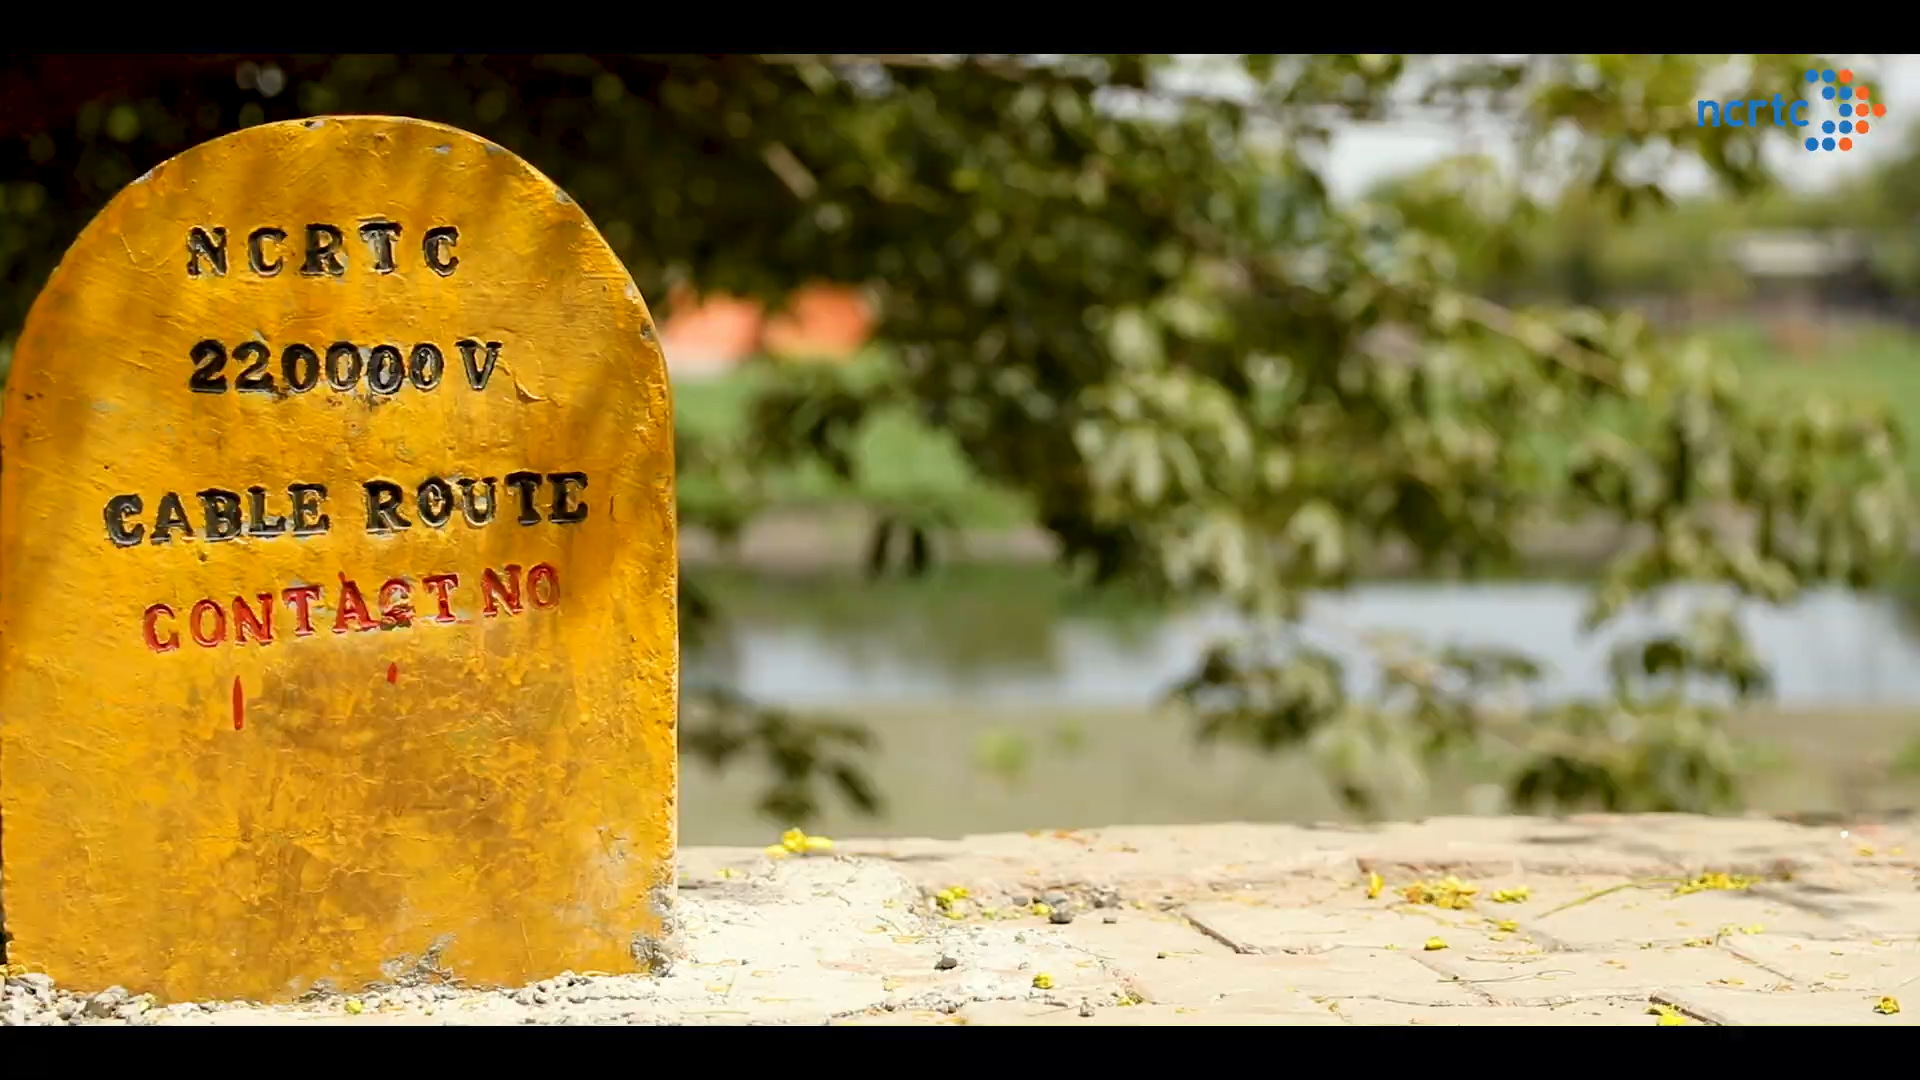 ncrtc
NCRTC
220000 V
CABLE ROUTE
CONTACT NO